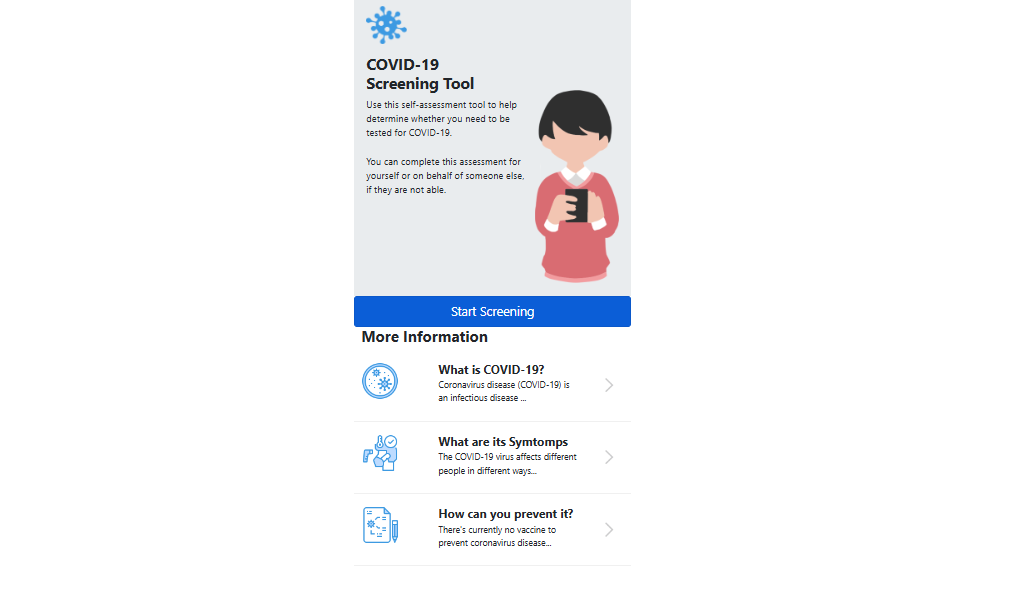 COVID-19
Screening Tool
Use this self-assessment tool to help
determine whether you need to be
tested for COVID-19.
You can complete this assessment for
yourself or on behalf of someone else,
if they are not able.
Start Screening
More Information
What is COVID-19?
Coronavirus disease (COVID-19) is
an infectious disease ...
What are its Symtomps
The COVID-19 virus affects different
people in different ways...
How can you prevent it?
There's currently no vaccine to
prevent coronavirus disease...